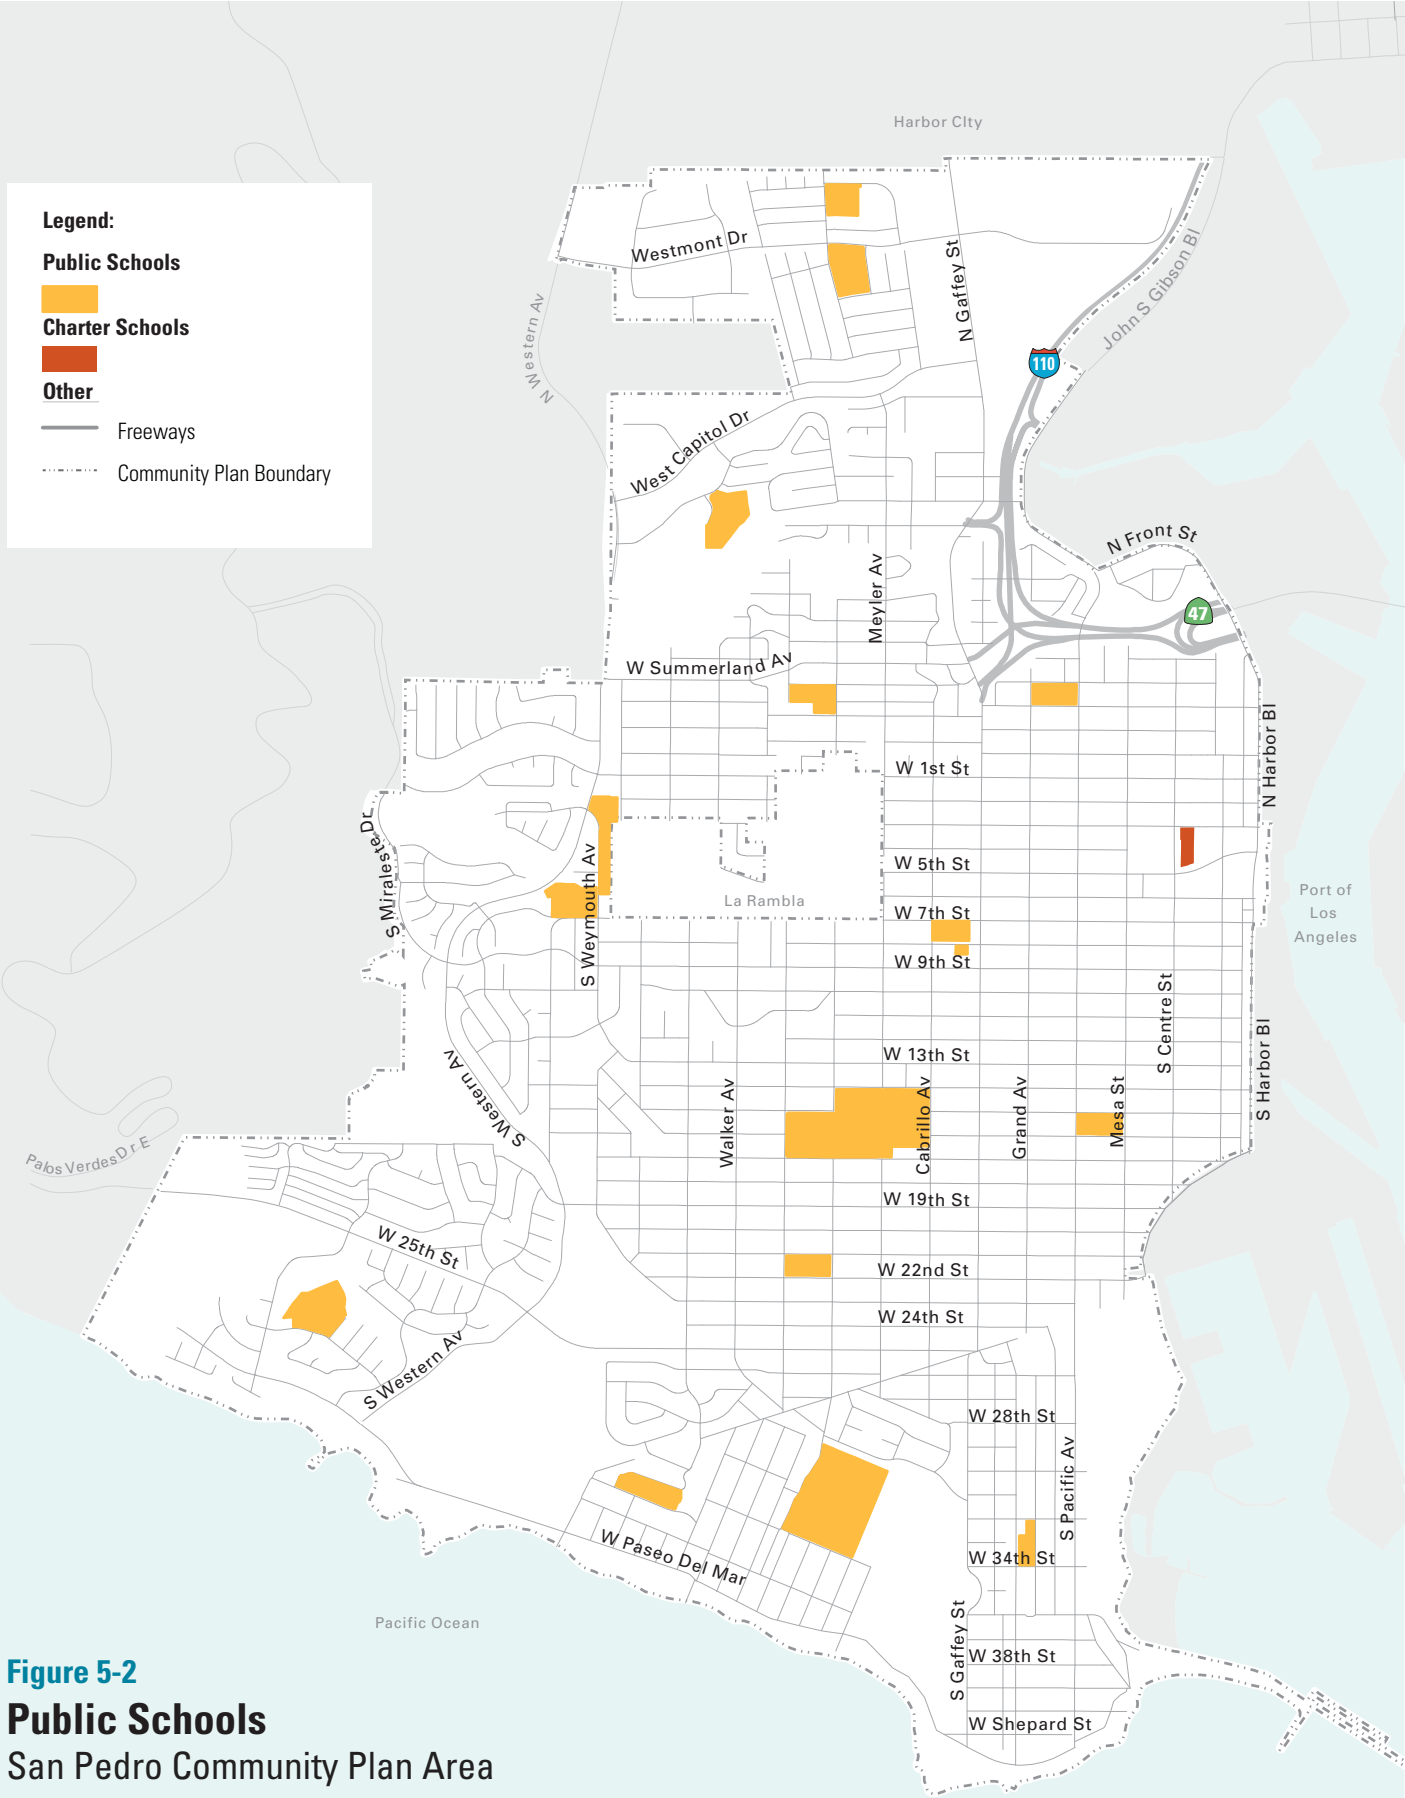 Harbor CIty
Legend:
Public Schools
Charter Schools
Other
Freeways
Community Plan Boundary
Westmont Dr
N Gaffey St
John S Gibson Bl
N Western Av
110
West Capitol Dr
N Front St
Meyler Av
47
W Summerland Av
N Harbor Bl
W 1st St
S Miraleste Dr
S Weymouth Av
W 5th St
La Rambla
Port of
Los
Angeles
W 7th St
W 9th St
S Centre St
S Harbor Bl
W 13th St
S Western Av
Walker Av
Cabrillo Av
Grand Av
Mesa St
Palos Verdes Dr E
W 19th St
W 25th St
W 22nd St
W 24th St
S Western Av
W 28th St
S Pacific Av
W Paseo Del Mar
W 34th St
Pacific Ocean
S Gaffey St
W 38th St
W Shepard St
Figure 5-2
Public Schools
San Pedro Community Plan Area